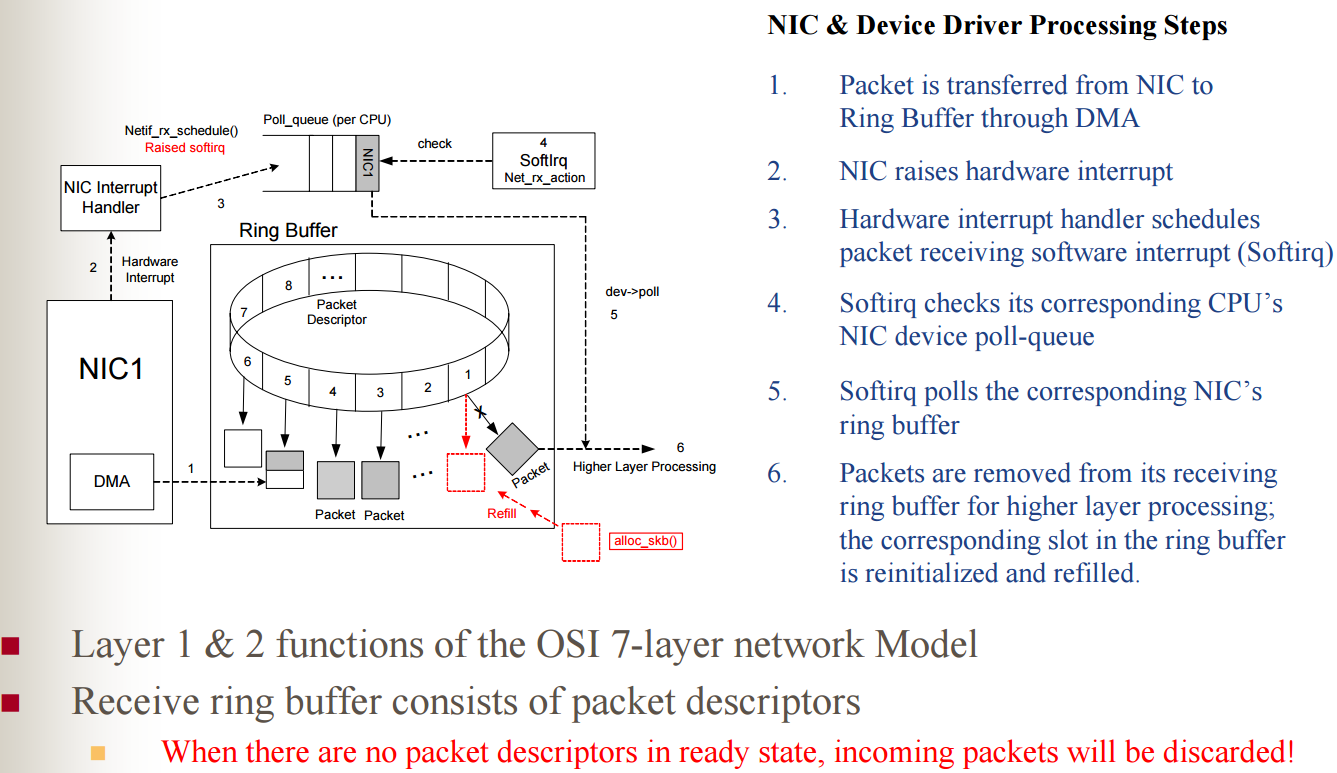 NIC & Device Driver Processing Steps
1. Packet is transferred from NIC to
Ring Buffer through DMA
2. NIC raises hardware interrupt
3. Hardware interrupt handler schedules
packet receiving software interrupt (Softirq)
4. Softirq checks its corresponding CPU's
NIC device poll-queue
5. Softirq polls the corresponding NIC's
ring buffer
6. Packets are removed from its receiving
ring buffer for higher layer processing;
the corresponding slot in the ring buffer
is reinitialized and refilled.
Poll_queue (per CPU)
Netif_rx_schedule()
Raised softirq
check
4
SoftIrq
Net_rx_action
NIC1
NIC Interrupt
Handler
3
Ring Buffer
2
Hardware
Interrupt
...
8
Packet
Descriptor
7
dev->poll
5
NIC1
6
5
4
3
2
1
x
...
6
Higher Layer Processing
1
DMA
...
Packet
Packet
Packet
Refill
alloc_skb()
Layer 1 & 2 functions of the OSI 7-layer network Model
Receive ring buffer consists of packet descriptors
When there are no packet descriptors in ready state, incoming packets will be discarded!